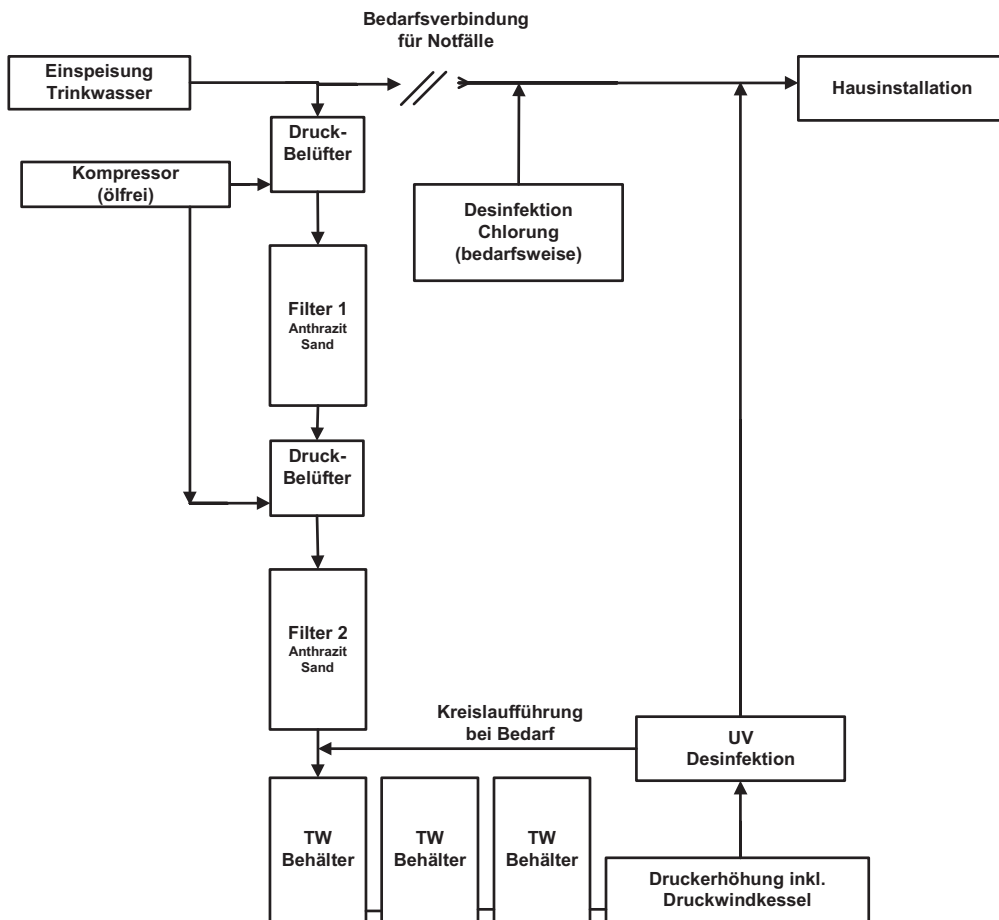 Bedarfsverbindung
für Notfälle
Einspeisung
Trinkwasser
Hausinstallation
Druck-
Belüfter
Kompressor
(ölfrei)
Desinfektion
Chlorung
(bedarfsweise)
Filter 1
Anthrazit
Sand
Druck-
Belüfter
Filter 2
Anthrazit
Sand
Kreislaufführung
bei Bedarf
UV
Desinfektion
TW
Behälter
TW
Behälter
TW
Behälter
Druckerhöhung inkl.
Druckwindkessel